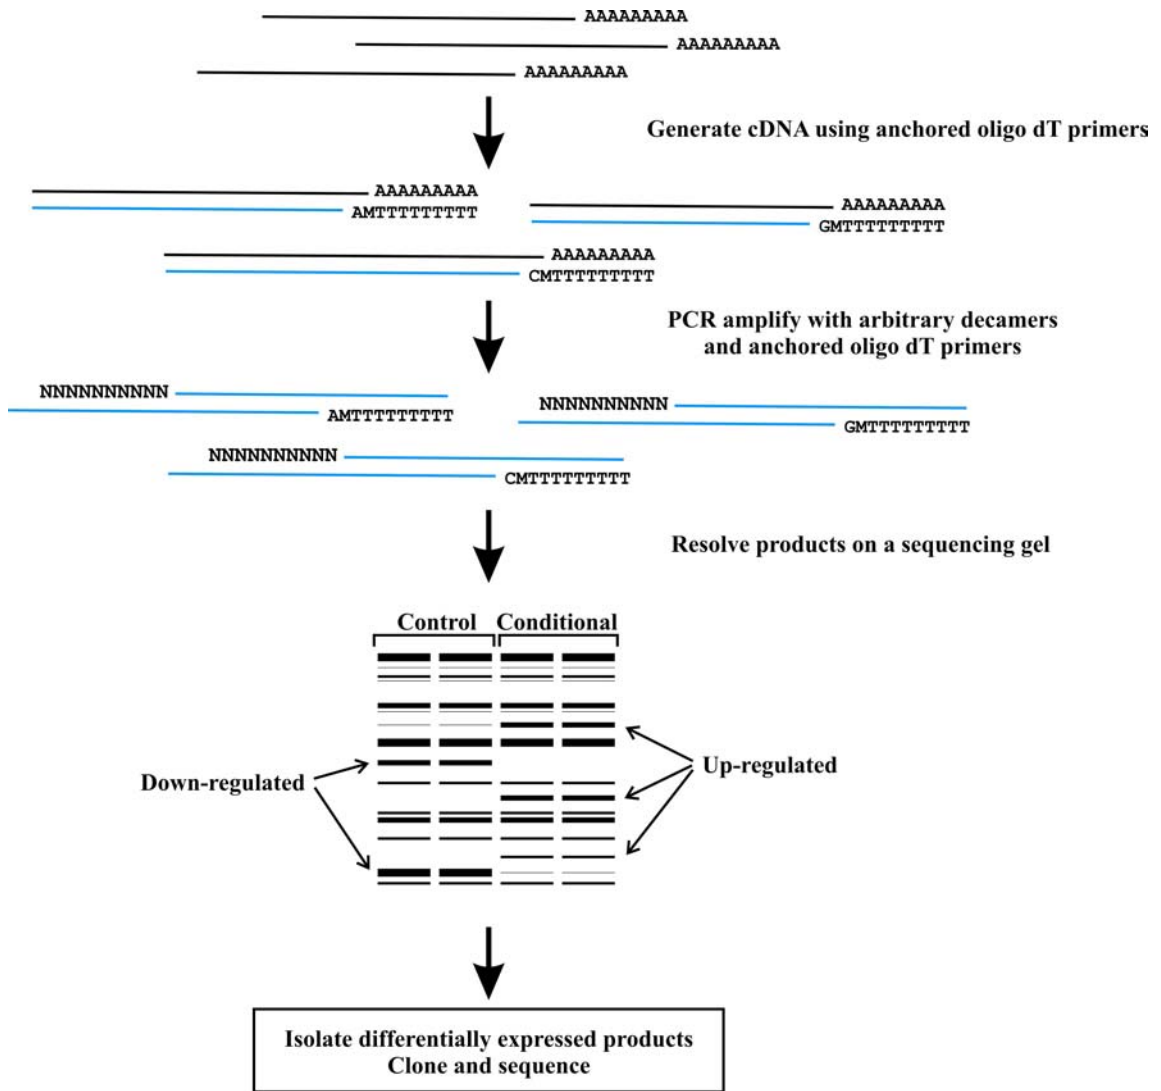 AAAAAAAAA
AAAAAAAAA
AAAAAAAAA
Generate cDNA using anchored oligo dT primers
AAAAAAAAA
AMTTTTTTTTT
AAAAAAAAA
GMTTTTTTTTT
AAAAAAAAA
CMTTTTTTTTT
PCR amplify with arbitrary decamers
and anchored oligo dT primers
NNNNNNNNNN
AMTTTTTTTTT
NNNNNNNNNN
GMTTTTTTTTT
NNNNNNNNNN
CMTTTTTTTTT
Resolve products on a sequencing gel
Control Conditional
Down-regulated
Up-regulated
Isolate differentially expressed products
Clone and sequence